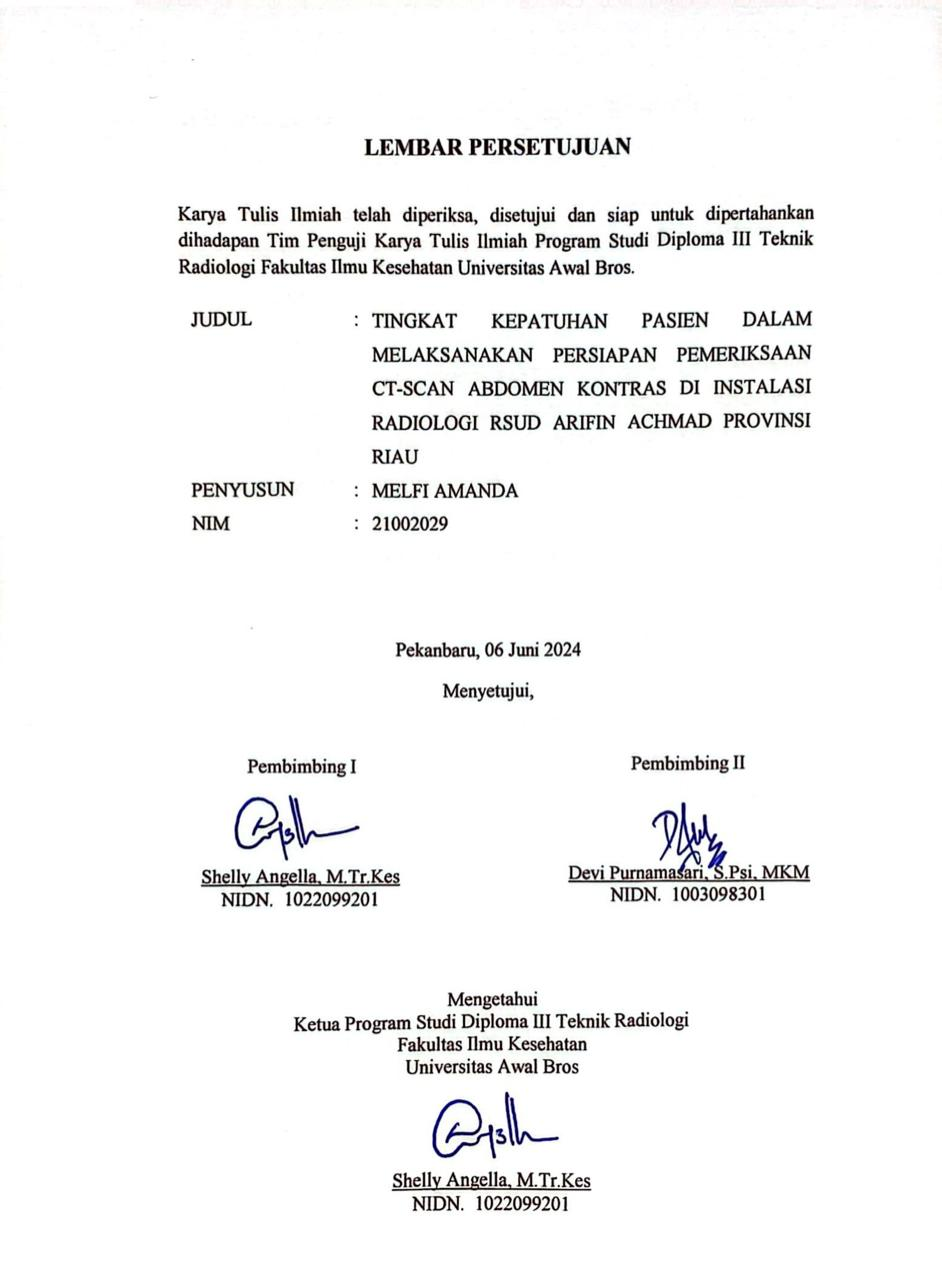 LEMBAR PERSETUJUAN
Karya Tulis Ilmiah telah diperiksa, disetujui dan siap untuk dipertahankan
dihadapan Tim Penguji Karya Tulis Ilmiah Program Studi Diploma III Teknik
Radiologi Fakultas Ilmu Kesehatan Universitas Awal Bros.
JUDUL : TINGKAT KEPATUHAN PASIEN DALAM
MELAKSANAKAN PERSIAPAN PEMERIKSAAN
CT-SCAN ABDOMEN KONTRAS DI INSTALASI
RADIOLOGI RSUD ARIFIN ACHMAD PROVINSI
RIAU
PENYUSUN : MELFI AMANDA
NIM : 21002029
Pekanbaru, 06 Juni 2024
Menyetujui,
Pembimbing I
Shelly Angella, M.Tr.Kes
NIDN. 1022099201
Pembimbing II
Devi Purnamasari, S.Psi, MKM
NIDN. 1003098301
Mengetahui
Ketua Program Studi Diploma III Teknik Radiologi
Fakultas Ilmu Kesehatan
Universitas Awal Bros
Shelly Angella, M.Tr.Kes
NIDN. 1022099201